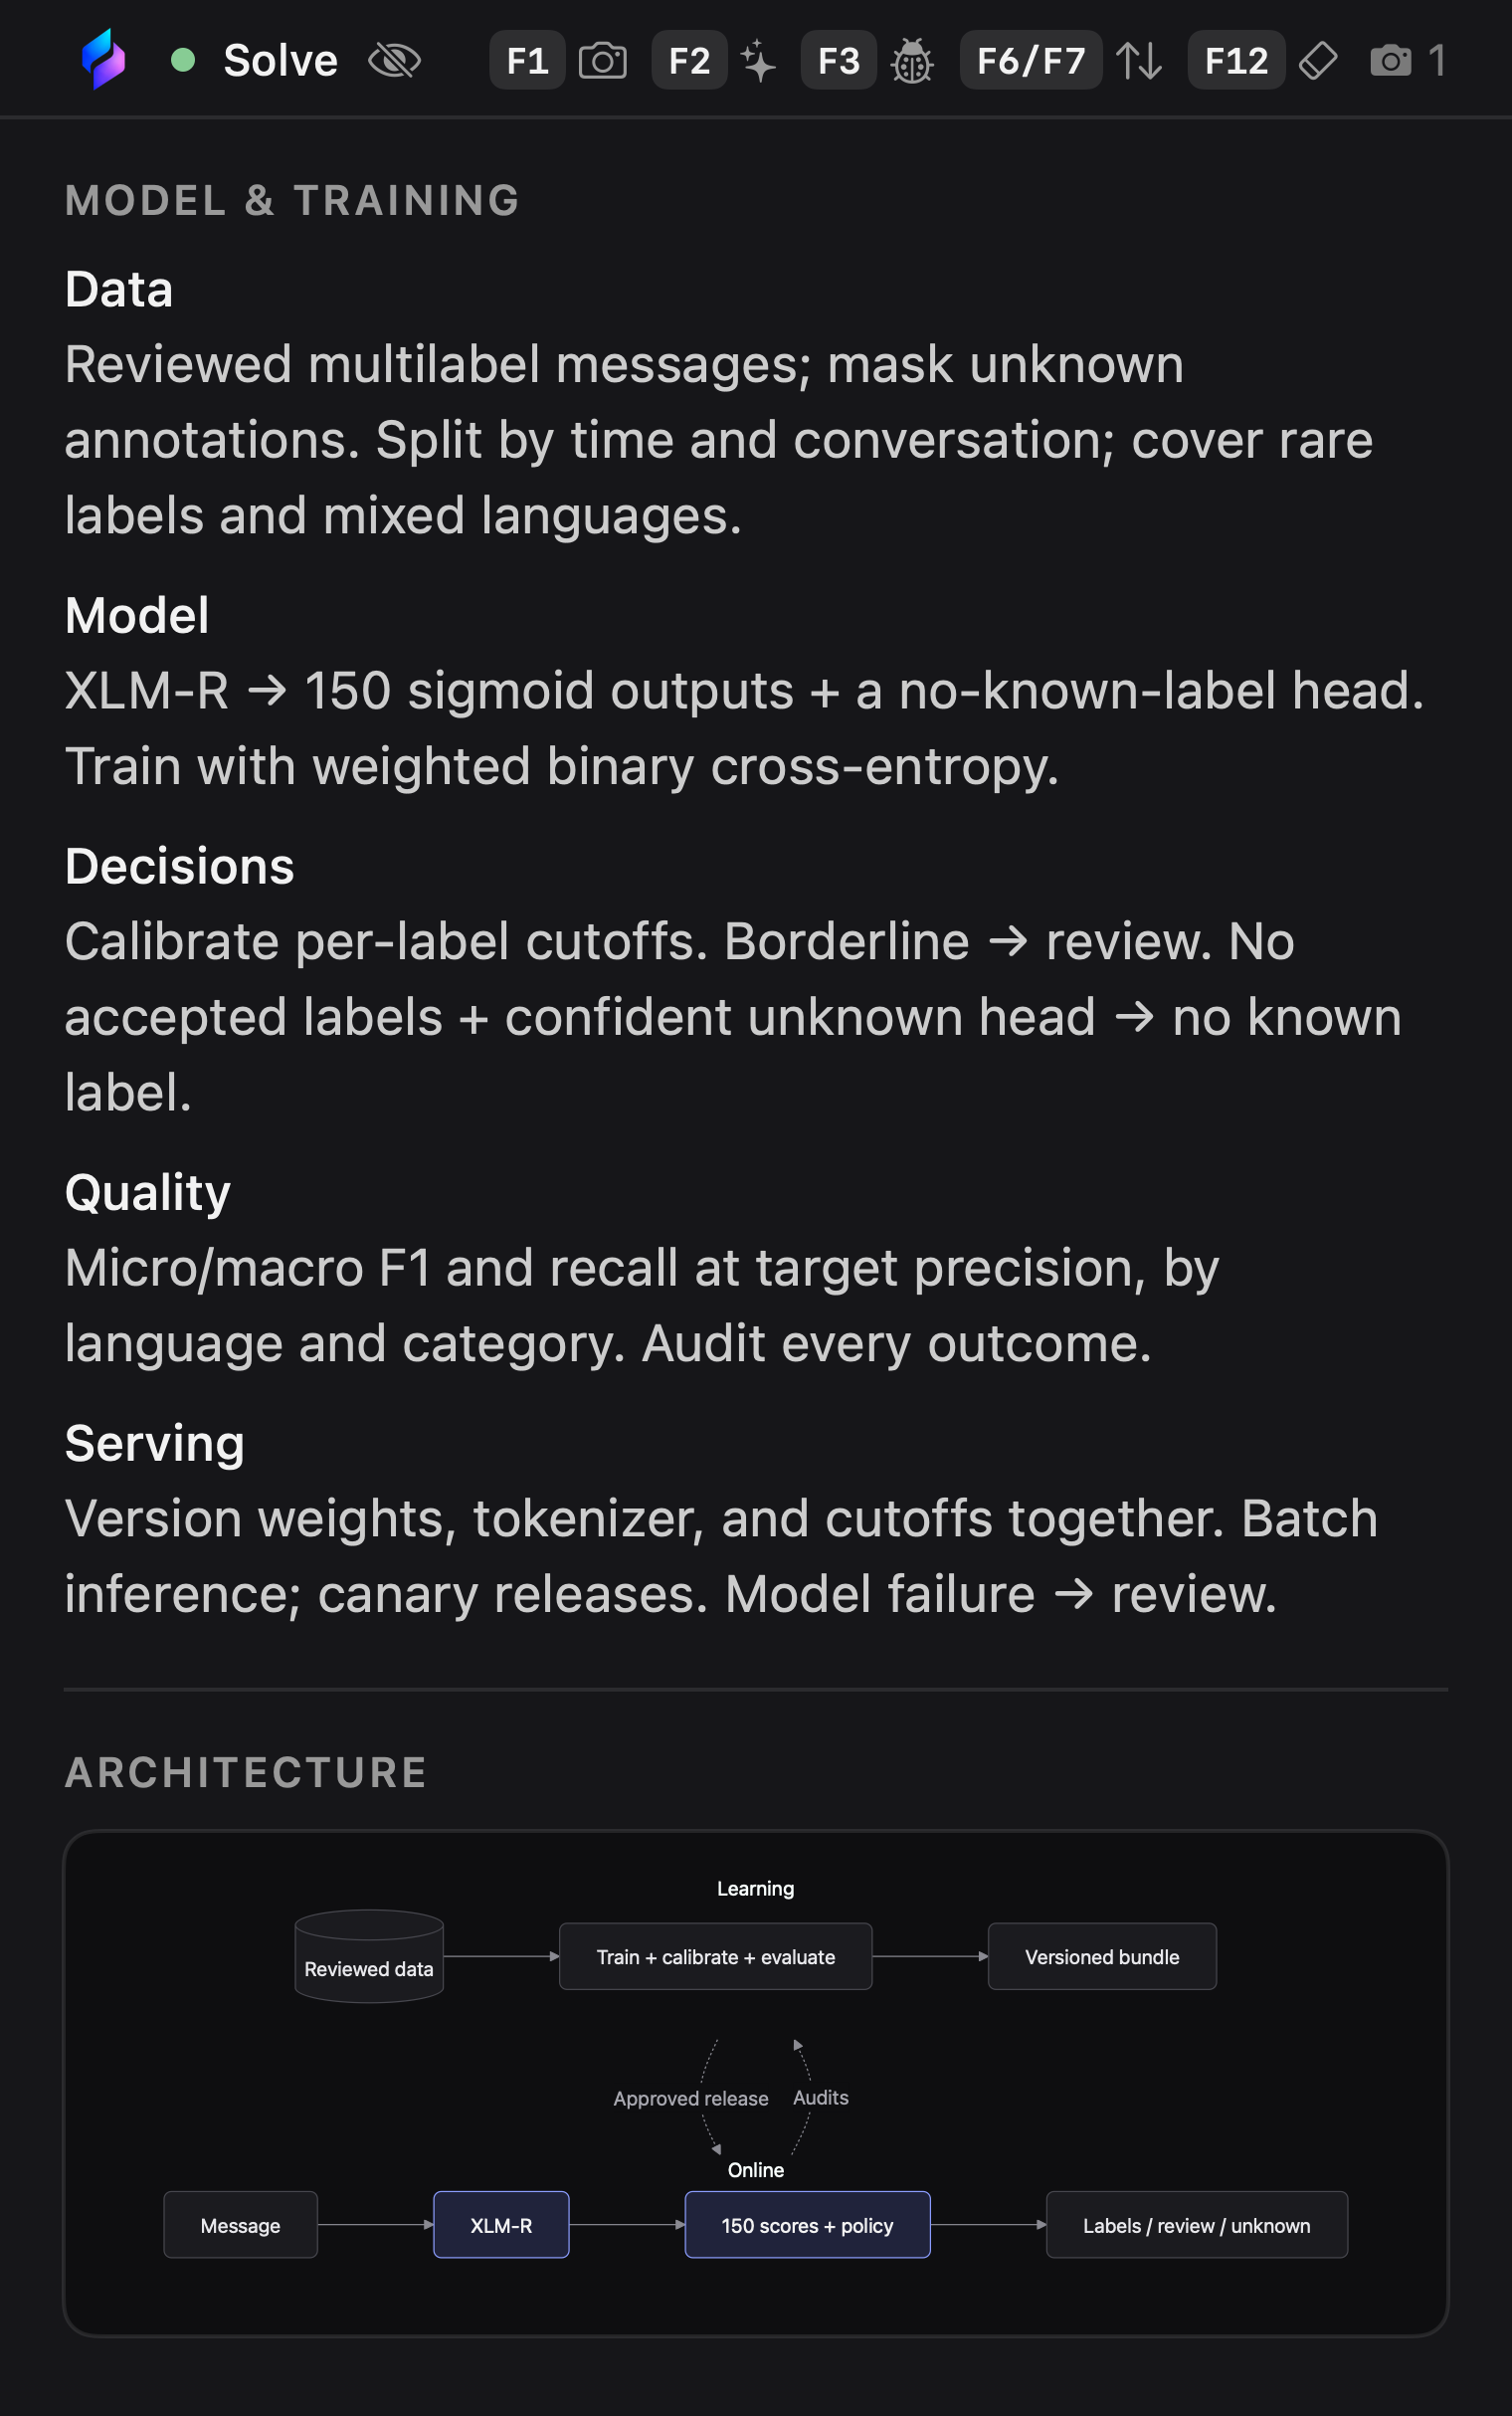 Solve F1 F2 F3 F6/F7 F12 1
MODEL & TRAINING
Data
Reviewed multilabel messages; mask unknown
annotations. Split by time and conversation; cover rare
labels and mixed languages.
Model
XLM-R → 150 sigmoid outputs + a no-known-label head.
Train with weighted binary cross-entropy.
Decisions
Calibrate per-label cutoffs. Borderline → review. No
accepted labels + confident unknown head → no known
label.
Quality
Micro/macro F1 and recall at target precision, by
language and category. Audit every outcome.
Serving
Version weights, tokenizer, and cutoffs together. Batch
inference; canary releases. Model failure → review.
ARCHITECTURE
Learning
Reviewed data Train + calibrate + evaluate Versioned bundle
Approved release Audits
Online
Message XLM-R 150 scores + policy Labels / review / unknown